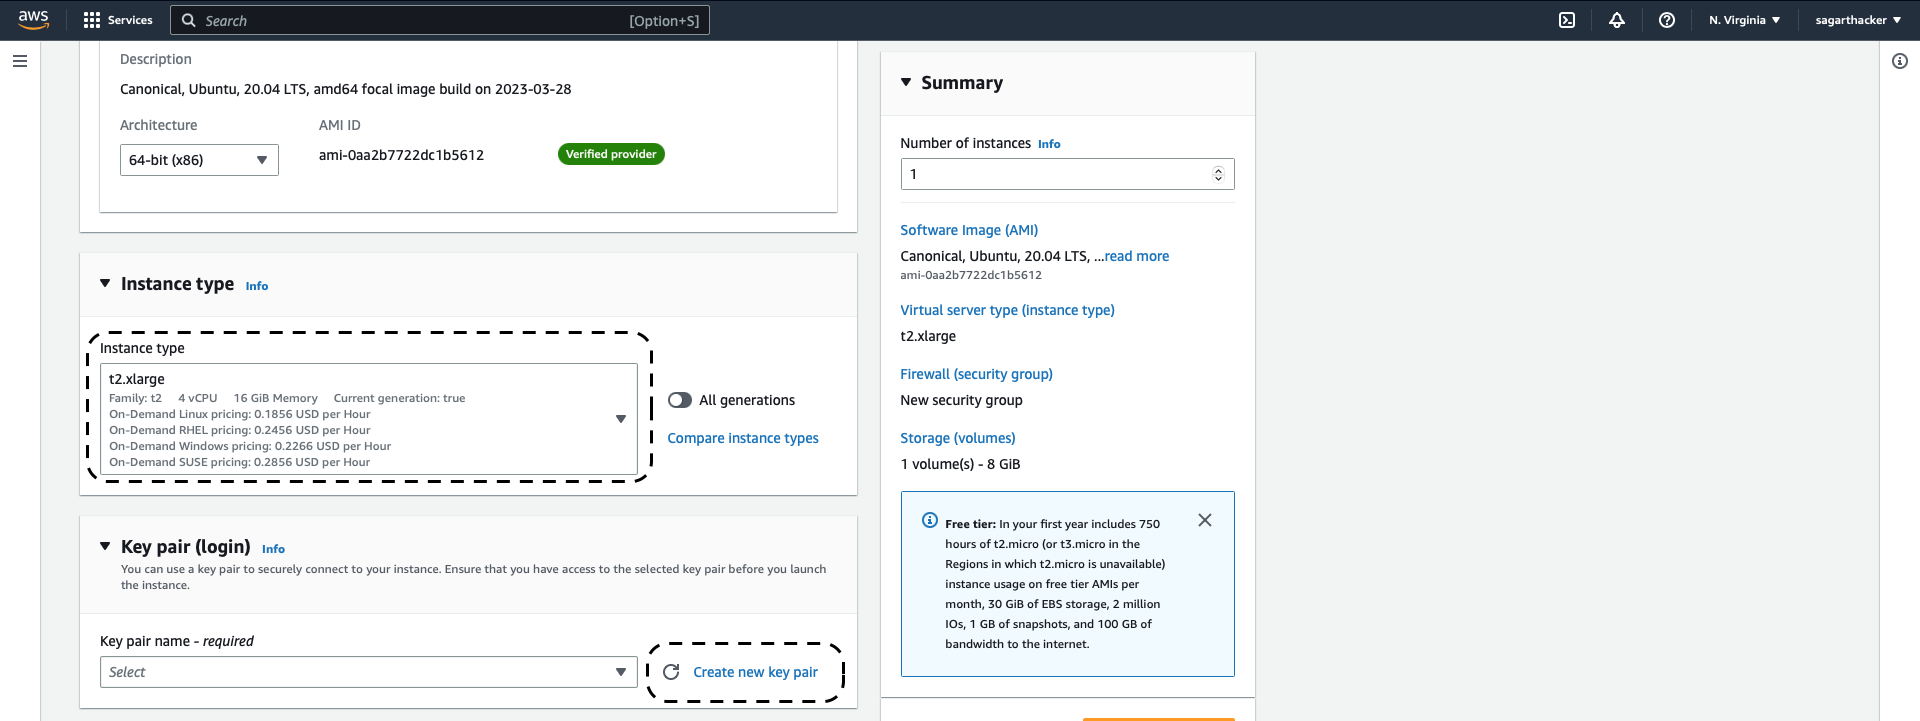 aws
Services
Search
[Option+S]
N. Virginia
sagarthacker
Description
Canonical, Ubuntu, 20.04 LTS, amd64 focal image build on 2023-03-28
Architecture
AMI ID
64-bit (x86)
ami-0aa2b7722dc1b5612
Verified provider
Instance type Info
Instance type
t2.xlarge
Family: t2 4 vCPU 16 GiB Memory Current generation: true
On-Demand Linux pricing: 0.1856 USD per Hour
On-Demand RHEL pricing: 0.2456 USD per Hour
On-Demand Windows pricing: 0.2266 USD per Hour
On-Demand SUSE pricing: 0.2856 USD per Hour
All generations
Compare instance types
Key pair (login) Info
You can use a key pair to securely connect to your instance. Ensure that you have access to the selected key pair before you launch
the instance.
Key pair name - required
Select
Create new key pair
Summary
Number of instances Info
1
Software Image (AMI)
Canonical, Ubuntu, 20.04 LTS, ...read more
ami-0aa2b7722dc1b5612
Virtual server type (instance type)
t2.xlarge
Firewall (security group)
New security group
Storage (volumes)
1 volume(s) - 8 GiB
Free tier: In your first year includes 750
hours of t2.micro (or t3.micro in the
Regions in which t2.micro is unavailable)
instance usage on free tier AMIs per
month, 30 GiB of EBS storage, 2 million
IOs, 1 GB of snapshots, and 100 GB of
bandwidth to the internet.